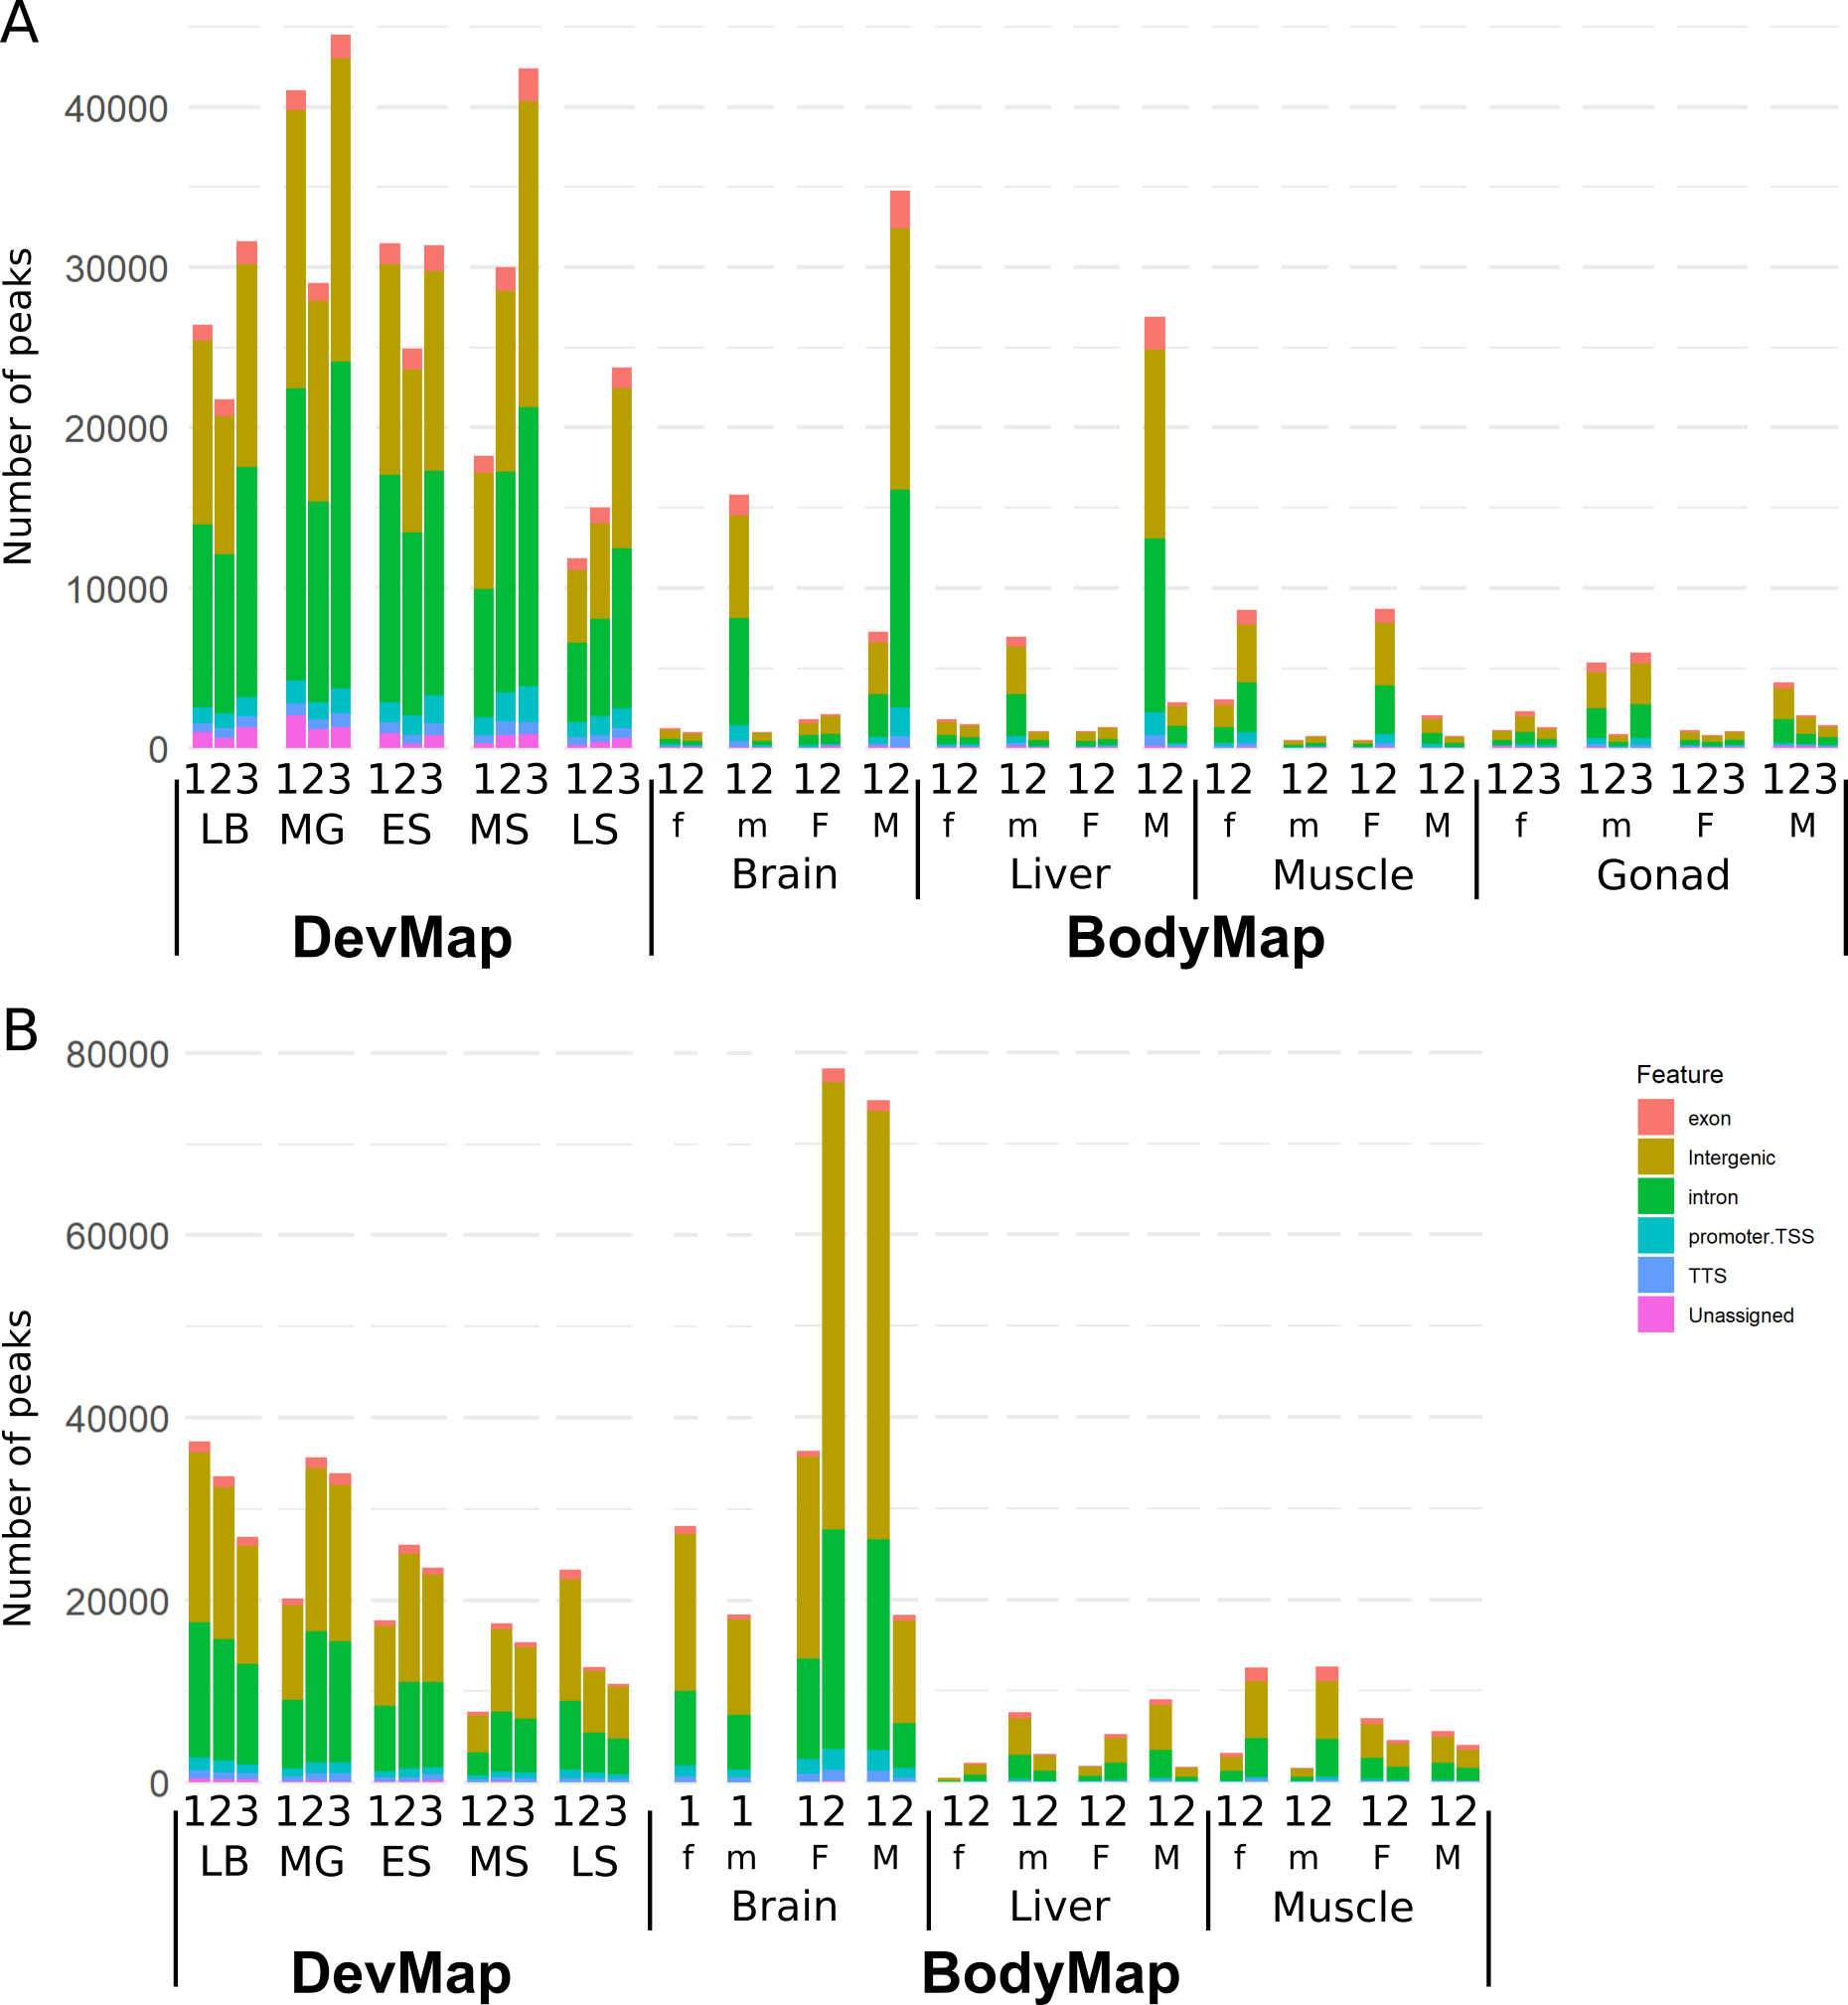 A
Number of peaks
40000
30000
20000
10000
0
123 123 123 123 123 12 12 12 12 12 12 12 12 12 12 12 12 123 123 123 123
LB MG ES MS LS f m F M f m F M f m F M f m F M
Brain Liver Muscle Gonad
DevMap BodyMap
B
Number of peaks
80000
60000
40000
20000
0
123 123 123 123 123 1 1 12 12 12 12 12 12 12 12 12 12
LB MG ES MS LS f m F M f m F M f m F M
Brain Liver Muscle
DevMap BodyMap
Feature
exon
Intergenic
intron
promoter.TSS
TTS
Unassigned